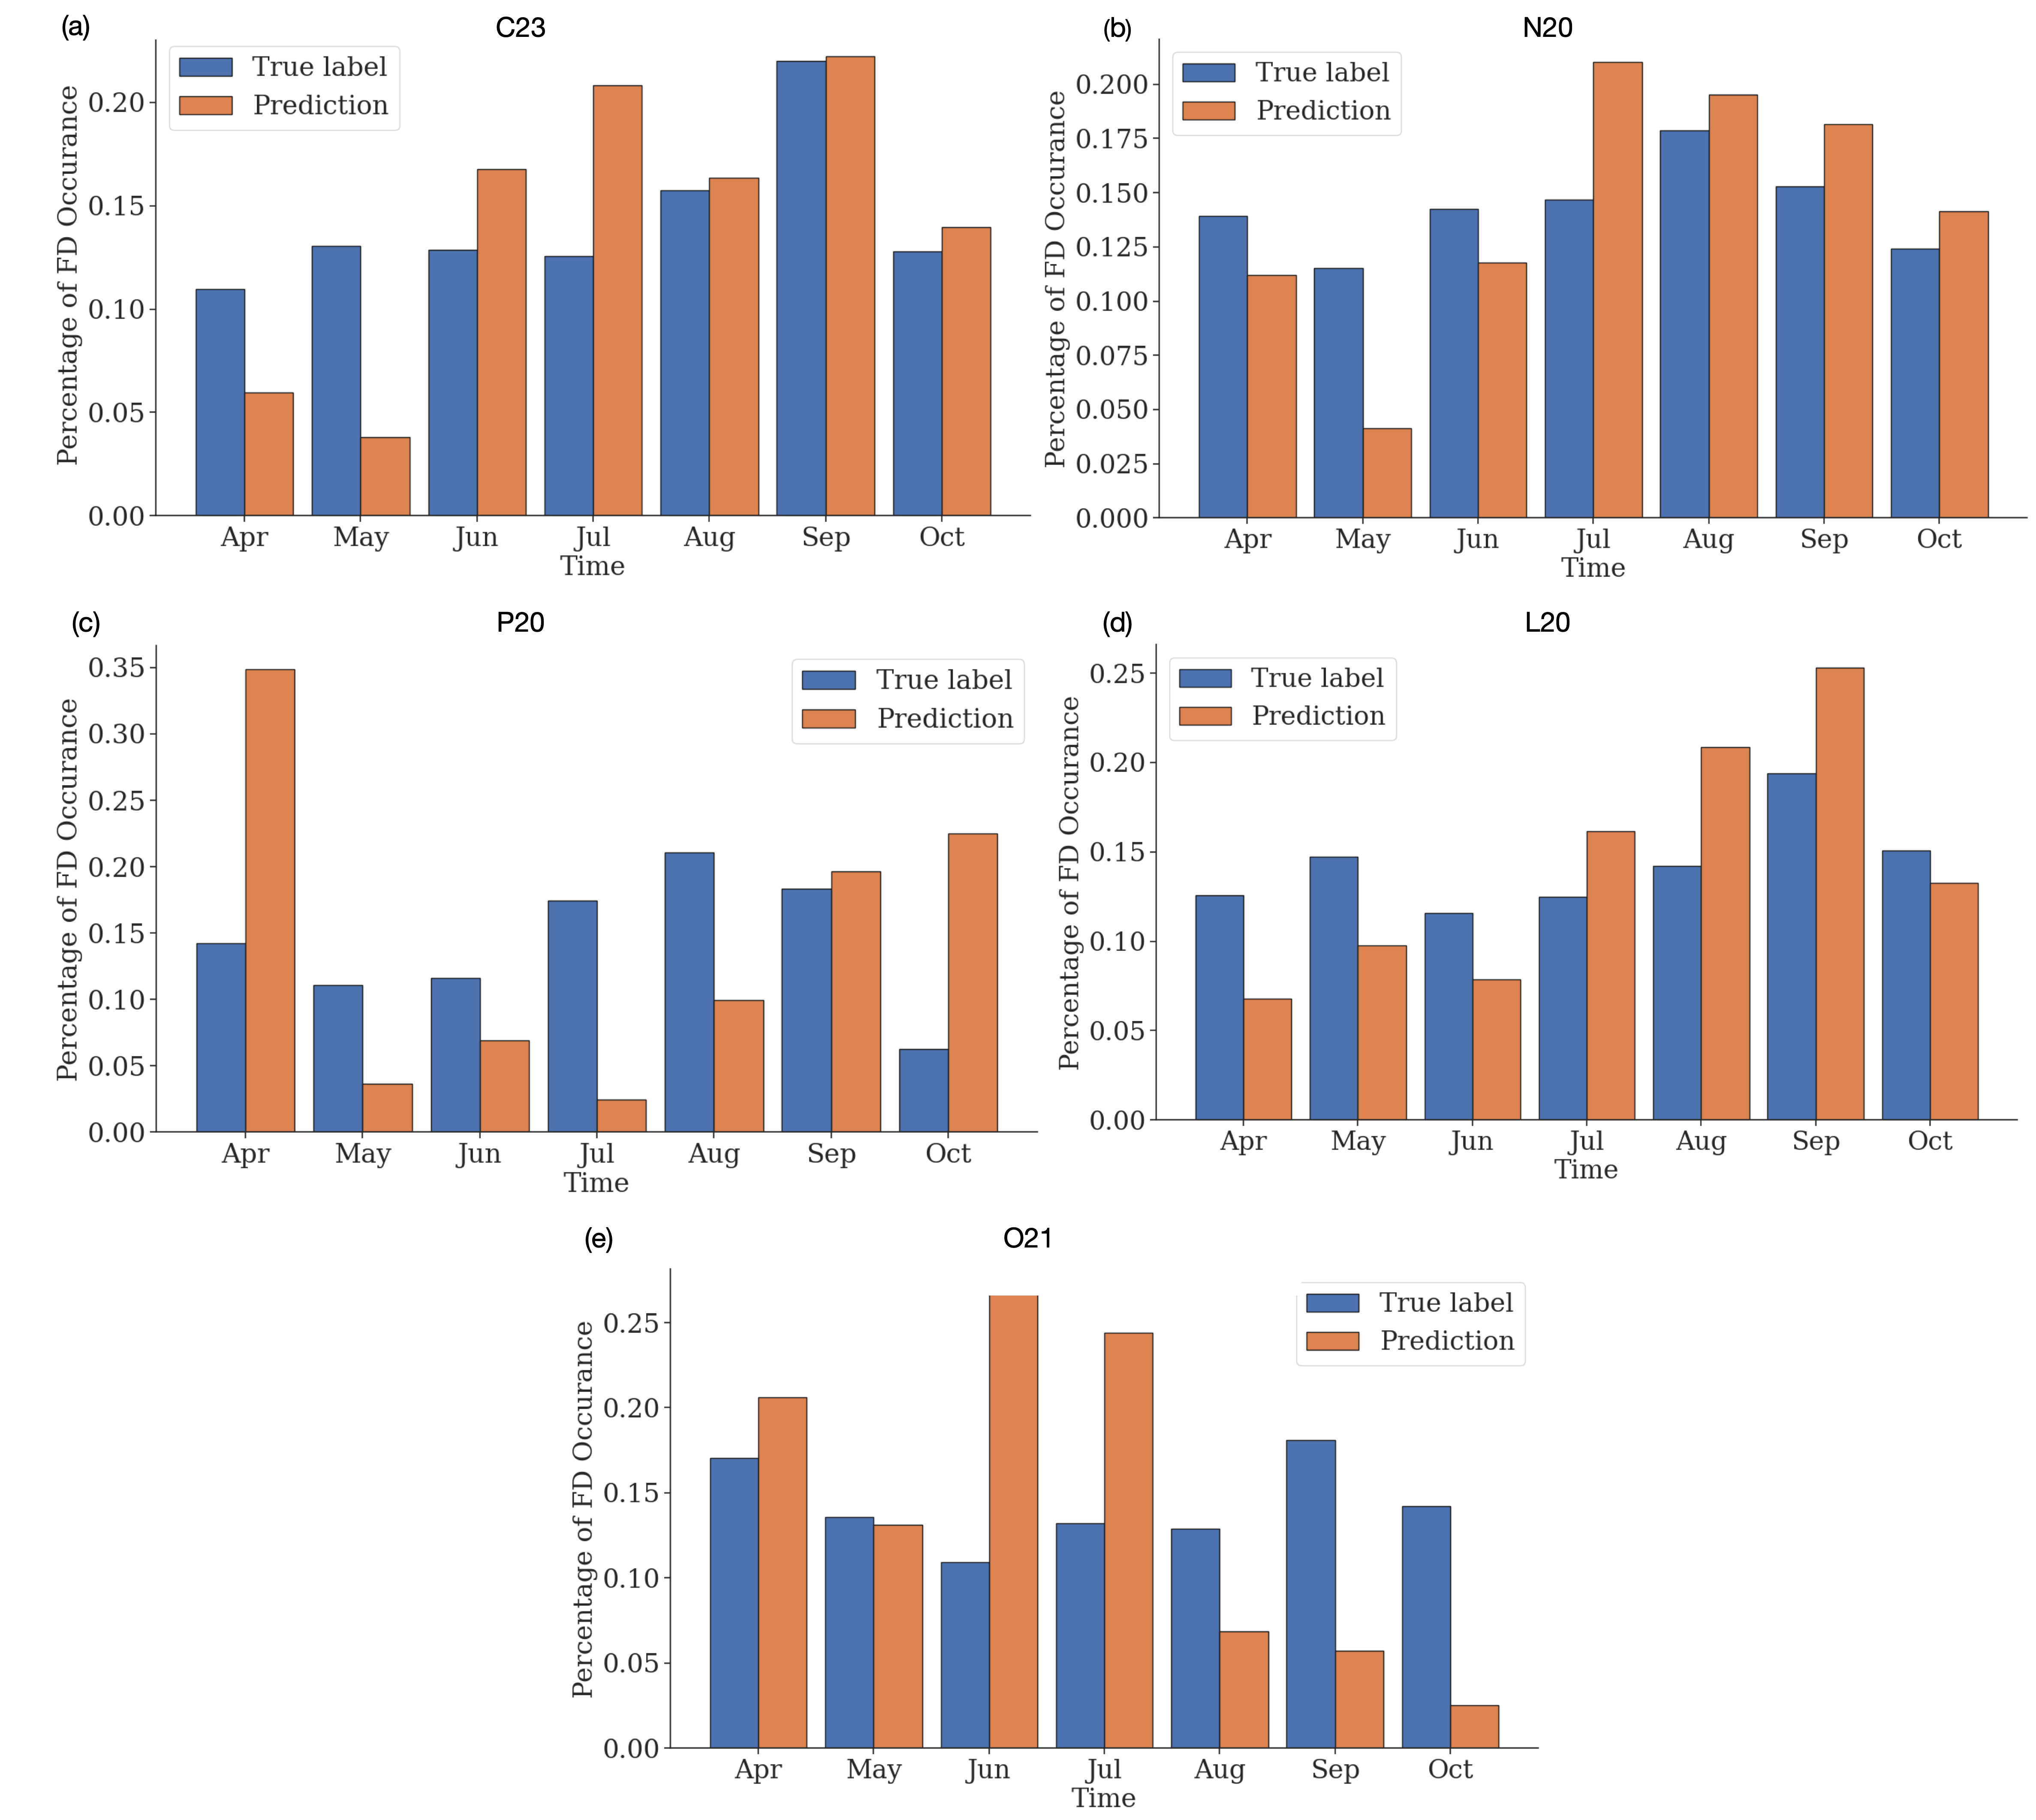 (a)
C23
True label
Prediction
Percentage of FD Occurance
0.20
0.15
0.10
0.05
0.00
Apr May Jun Jul Aug Sep Oct
Time
(b)
N20
True label
Prediction
Percentage of FD Occurance
0.200
0.175
0.150
0.125
0.100
0.075
0.050
0.025
0.000
Apr May Jun Jul Aug Sep Oct
Time
(c)
P20
True label
Prediction
Percentage of FD Occurance
0.35
0.30
0.25
0.20
0.15
0.10
0.05
0.00
Apr May Jun Jul Aug Sep Oct
Time
(d)
L20
True label
Prediction
Percentage of FD Occurance
0.25
0.20
0.15
0.10
0.05
0.00
Apr May Jun Jul Aug Sep Oct
Time
(e)
O21
True label
Prediction
Percentage of FD Occurance
0.25
0.20
0.15
0.10
0.05
0.00
Apr May Jun Jul Aug Sep Oct
Time